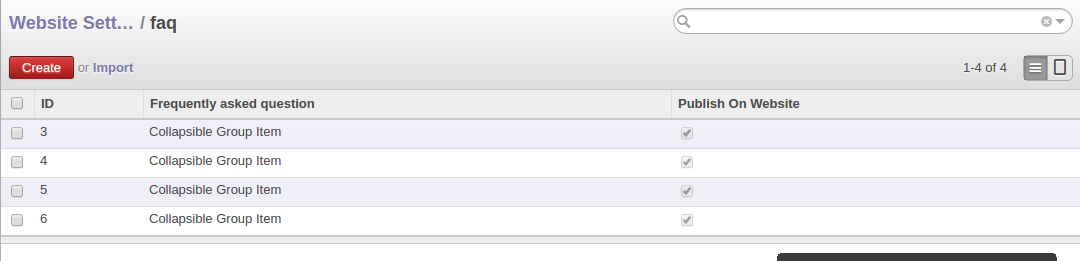 Website Sett... / faq
Create or Import
1-4 of 4
ID Frequently asked question Publish On Website
3 Collapsible Group Item
4 Collapsible Group Item
5 Collapsible Group Item
6 Collapsible Group Item